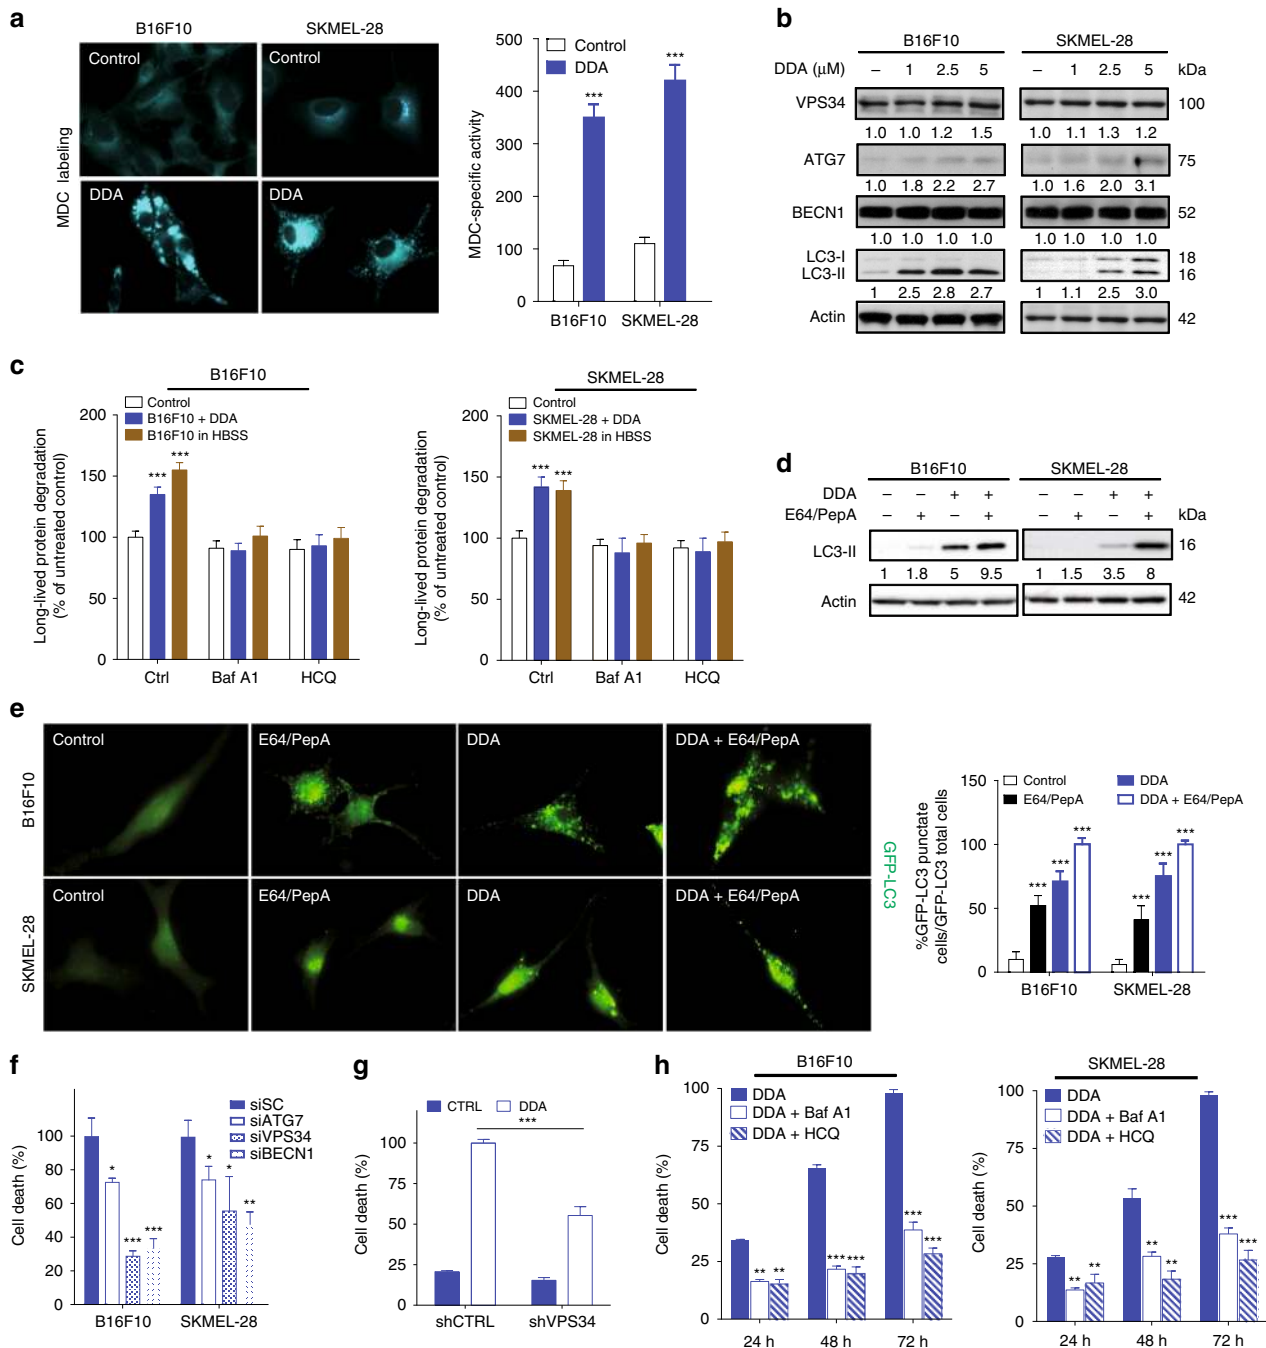 a
B16F10
SKMEL-28
MDC labeling
Control
Control
DDA
DDA
MDC-specific activity
500
400
300
200
100
0
Control
DDA
***
***
B16F10
SKMEL-28
b
B16F10
SKMEL-28
DDA (µM)
– 1 2.5 5
– 1 2.5 5
kDa
VPS34
100
1.0 1.0 1.2 1.5
1.0 1.1 1.3 1.2
ATG7
75
1.0 1.8 2.2 2.7
1.0 1.6 2.0 3.1
BECN1
52
1.0 1.0 1.0 1.0
1.0 1.0 1.0 1.0
LC3-I
18
LC3-II
16
1 2.5 2.8 2.7
1 1.1 2.5 3.0
Actin
42
c
B16F10
Control
B16F10 + DDA
B16F10 in HBSS
Long-lived protein degradation
(% of untreated control)
200
150
100
50
0
***
***
Ctrl
Baf A1
HCQ
SKMEL-28
Control
SKMEL-28 + DDA
SKMEL-28 in HBSS
Long-lived protein degradation
(% of untreated control)
200
150
100
50
0
***
***
Ctrl
Baf A1
HCQ
d
B16F10
SKMEL-28
DDA
– – + +
– – + +
E64/PepA
– + – +
– + – +
kDa
LC3-II
16
1 1.8 5 9.5
1 1.5 3.5 8
Actin
42
e
B16F10
Control
E64/PepA
DDA
DDA + E64/PepA
SKMEL-28
Control
E64/PepA
DDA
DDA + E64/PepA
GFP-LC3
%GFP-LC3 punctate
cells/GFP-LC3 total cells
150
100
50
0
Control
E64/PepA
DDA
DDA + E64/PepA
***
***
***
***
***
***
B16F10
SKMEL-28
f
Cell death (%)
100
80
60
40
20
0
siSC
siATG7
siVPS34
siBECN1
*
***
***
*
*
**
B16F10
SKMEL-28
g
CTRL
DDA
***
Cell death (%)
100
75
50
25
0
shCTRL
shVPS34
h
B16F10
DDA
DDA + Baf A1
DDA + HCQ
Cell death (%)
100
75
50
25
0
**
**
***
***
***
***
24 h
48 h
72 h
SKMEL-28
DDA
DDA + Baf A1
DDA + HCQ
Cell death (%)
100
75
50
25
0
**
**
**
**
***
***
24 h
48 h
72 h